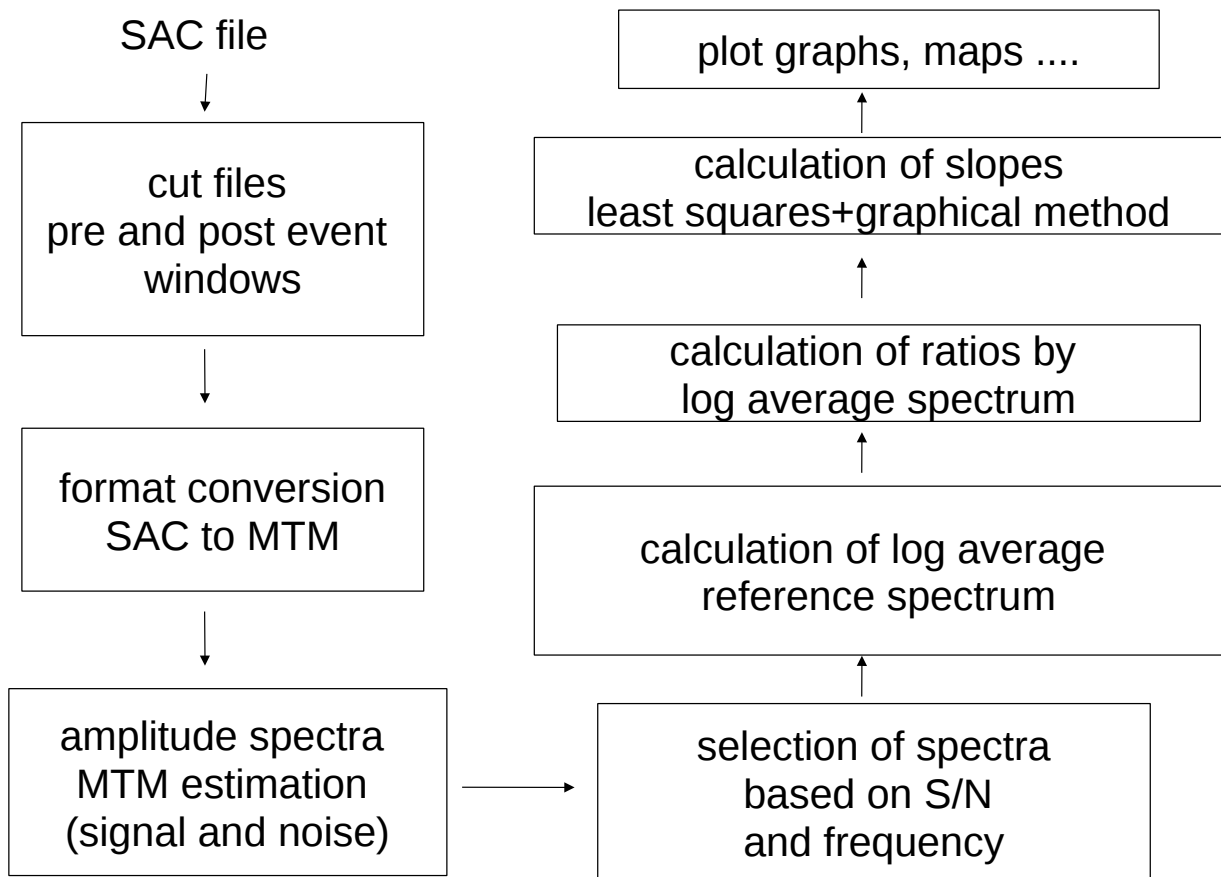 SAC file
cut files
pre and post event
windows
format conversion
SAC to MTM
amplitude spectra
MTM estimation
(signal and noise)
selection of spectra
based on S/N
and frequency
calculation of log average
reference spectrum
calculation of ratios by
log average spectrum
calculation of slopes
least squares+graphical method
plot graphs, maps ....